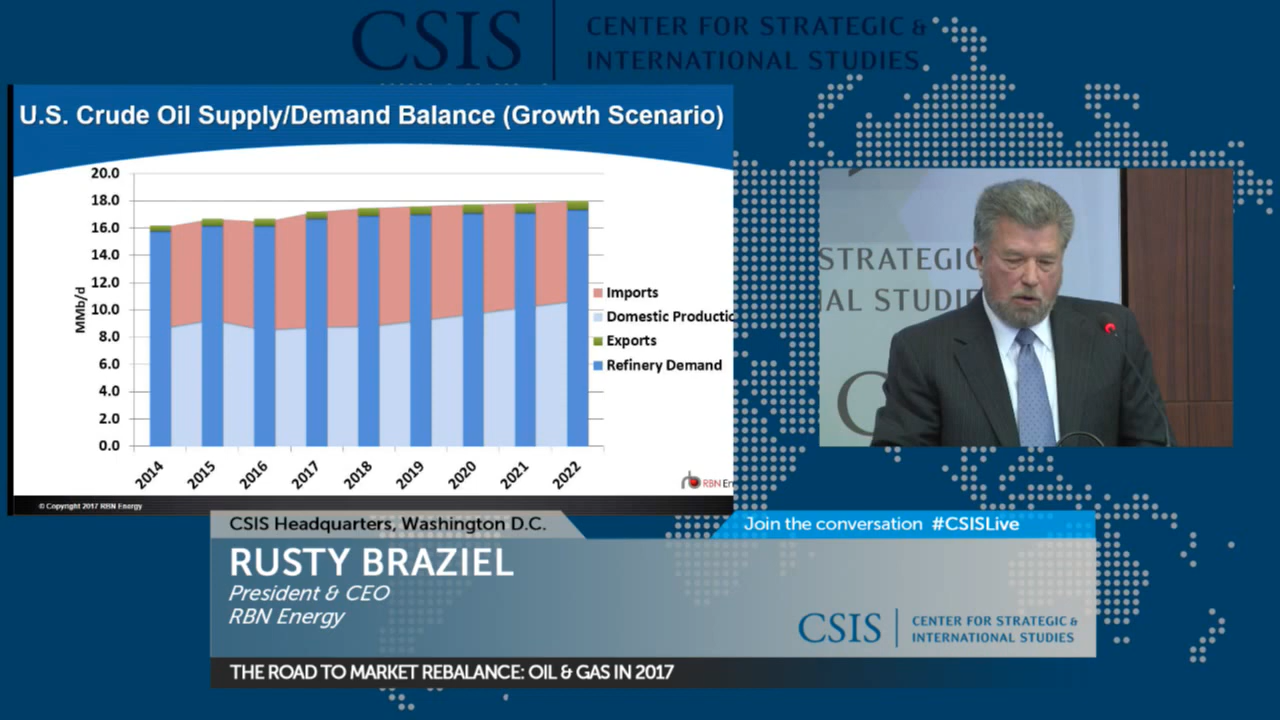 CSIS
CENTER FOR STRATEGIC &
INTERNATIONAL STUDIES
U.S. Crude Oil Supply/Demand Balance (Growth Scenario)
MMb/d
20.0
18.0
16.0
14.0
12.0
10.0
8.0
6.0
4.0
2.0
0.0
2014
2015
2016
2017
2018
2019
2020
2021
2022
Imports
Domestic Productio
Exports
Refinery Demand
RBN En
© Copyright 2017 RBN Energy
STRATEGIC
AL STUDIE
C
CSIS Headquarters, Washington D.C.
Join the conversation #CSISLive
RUSTY BRAZIEL
President & CEO
RBN Energy
CSIS
CENTER FOR STRATEGIC &
INTERNATIONAL STUDIES
THE ROAD TO MARKET REBALANCE: OIL & GAS IN 2017